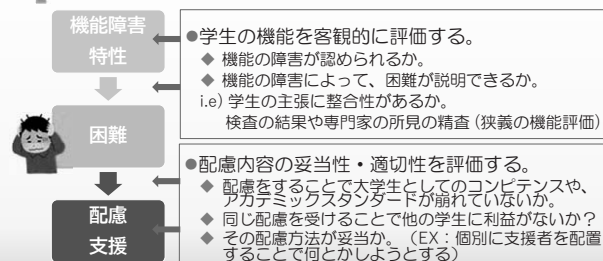 機能障害
特性
困難
配慮
支援
●学生の機能を客観的に評価する。
◆ 機能の障害が認められるか。
◆ 機能の障害によって、困難が説明できるか。
i.e) 学生の主張に整合性があるか。
検査の結果や専門家の所見の精査 (狭義の機能評価)
●配慮内容の妥当性・適切性を評価する。
◆ 配慮をすることで大学生としてのコンピテンスや、
アカデミックスタンダードが崩れていないか。
◆ 同じ配慮を受けることで他の学生に利益がないか？
◆ その配慮方法が妥当か。（EX：個別に支援者を配置
することで何とかしようとする）